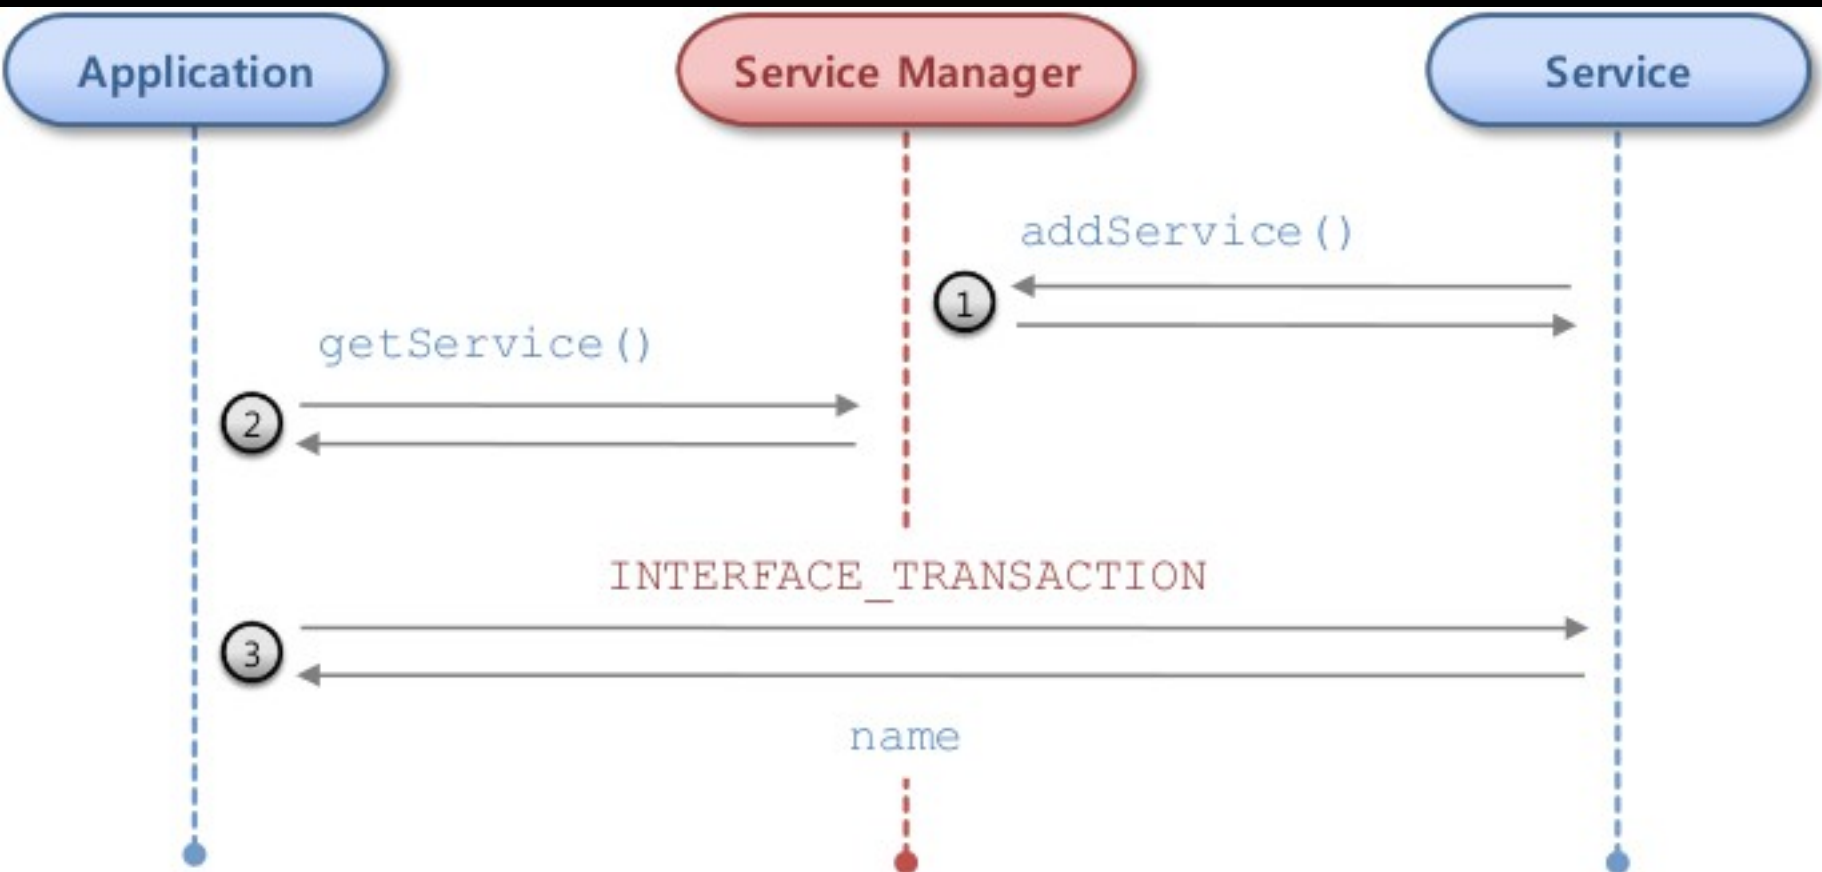 Application
Service Manager
Service
addService()
1
getService()
2
INTERFACE_TRANSACTION
3
name